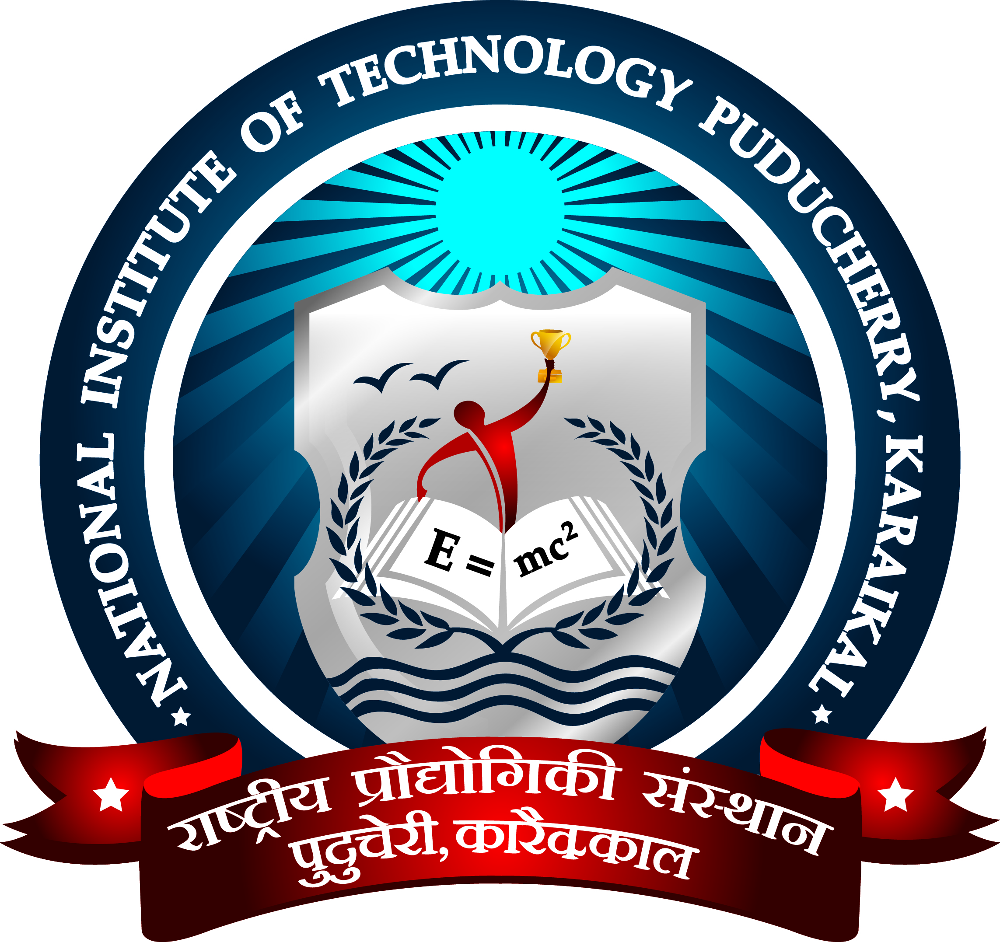 NATIONAL INSTITUTE OF TECHNOLOGY PUDUCHERRY, KARAIKAL
E = mc²
राष्ट्रीय प्रौद्योगिकी संस्थान
पुदुच्चेरी, कारैक्काल